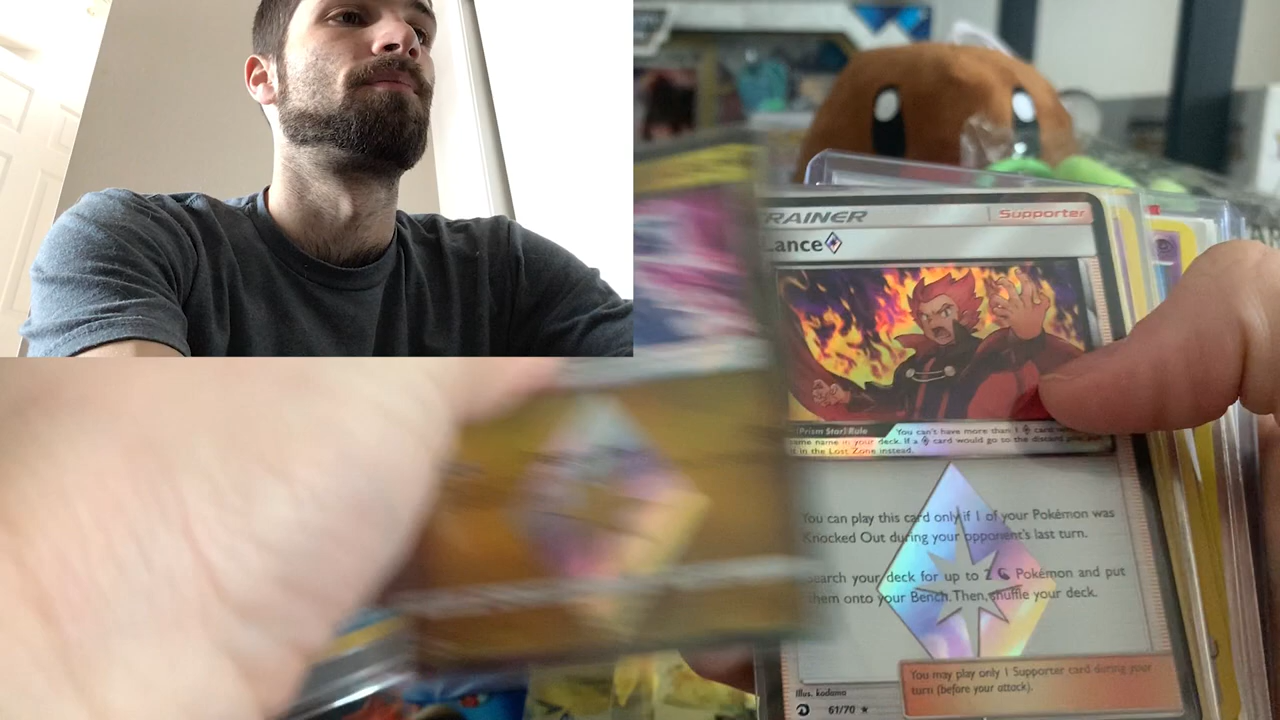 RAINER Supporter
Lance
[Prism Star] Rule You can't have more than 1 card
same name in your deck. If a card would go to the discard
it in the Lost Zone instead.
You can play this card only if 1 of your Pokémon was
Knocked Out during your opponent's last turn.
Search your deck for up to 2 Pokémon and put
them onto your Bench. Then, shuffle your deck.
You may play only 1 Supporter card during your
turn (before your attack).
Illus. kodama
61/70